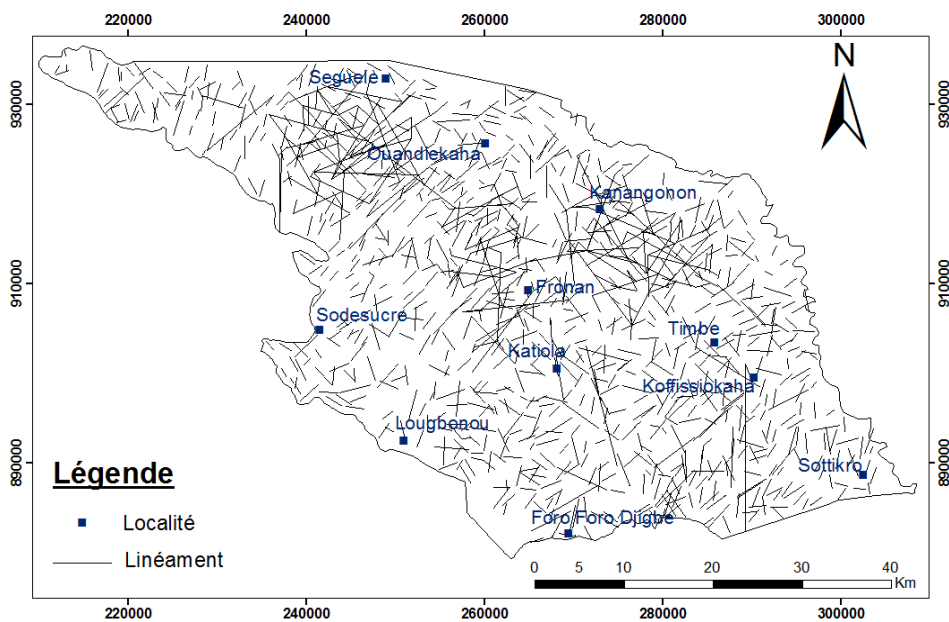 220000 240000 260000 280000 300000
N
930000 930000
Seguele
Ouandiekaha
Kanangonon
910000 910000
Fronan
Sodesucre
Timbe
Katiola
Koffissiokaha
Lougbenou
890000 890000
Légende
Sottikro
Localité
Foro Foro Djigbe
Linéament
0 5 10 20 30 40
Km
220000 240000 260000 280000 300000